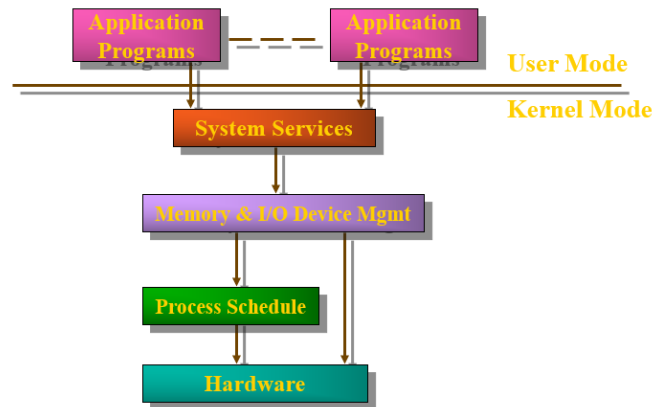 Application
Programs
Application
Programs
User Mode
Kernel Mode
System Services
Memory & I/O Device Mgmt
Process Schedule
Hardware